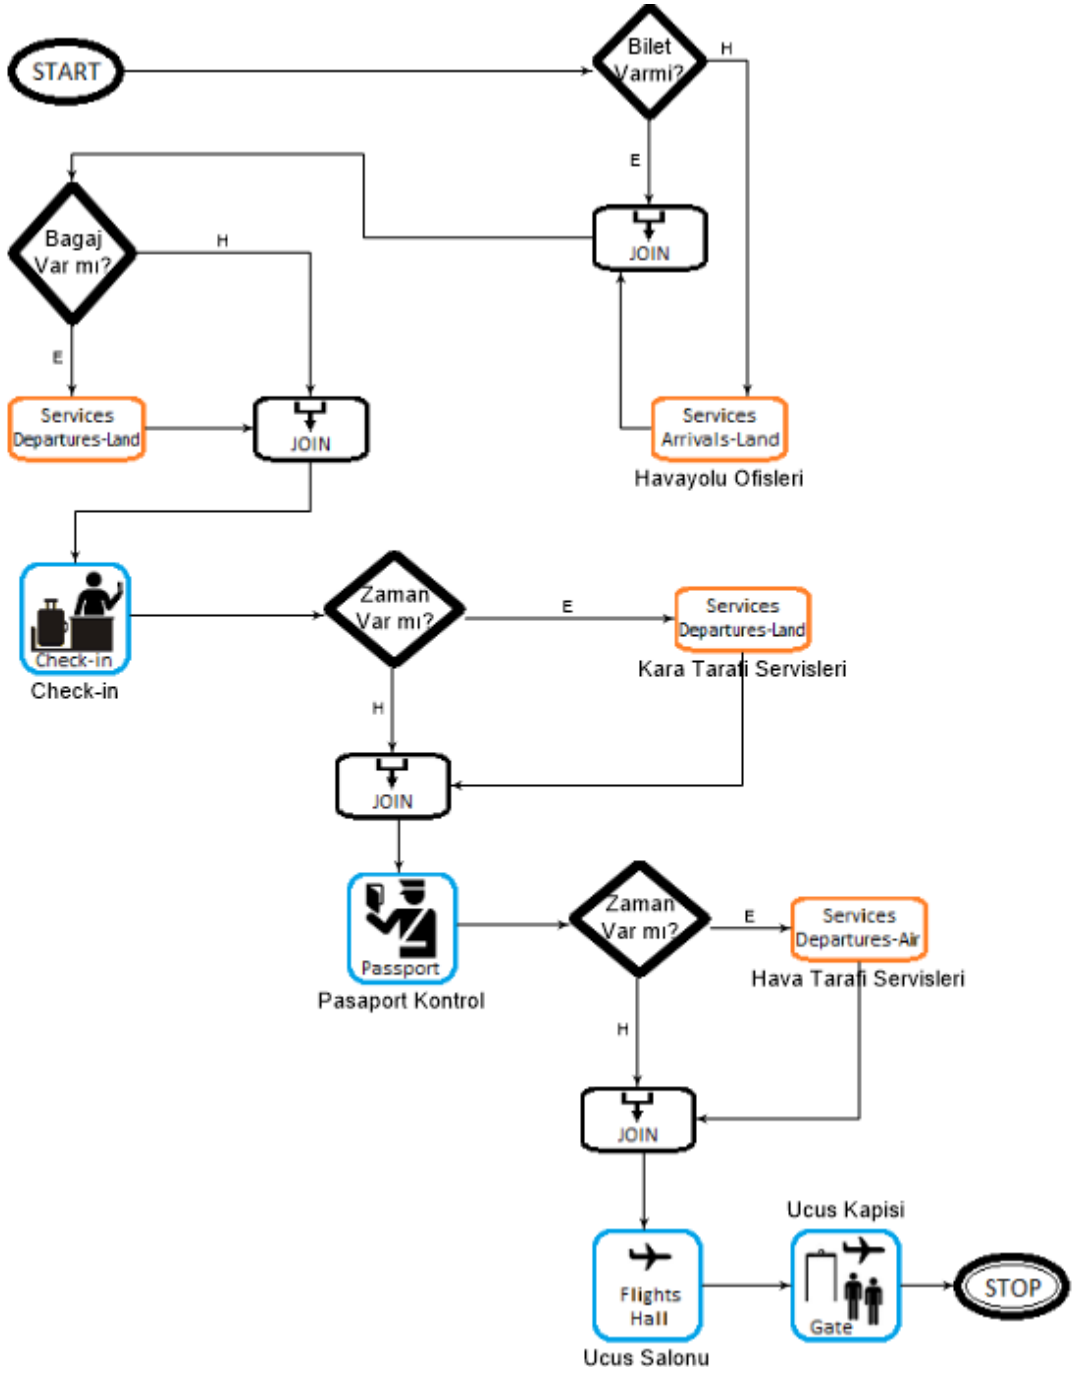 START
Bilet
Varmi?
H
E
JOIN
Bagaj
Var mı?
H
E
Services
Departures-Land
JOIN
Services
Arrivals-Land
Havayolu Ofisleri
Check-in
Check-in
Zaman
Var mı?
E
Services
Departures-Land
Kara Tarafi Servisleri
H
JOIN
Passport
Pasaport Kontrol
Zaman
Var mı?
E
Services
Departures-Air
Hava Tarafi Servisleri
H
JOIN
Flights
Hall
Ucus Salonu
Ucus Kapisi
Gate
STOP